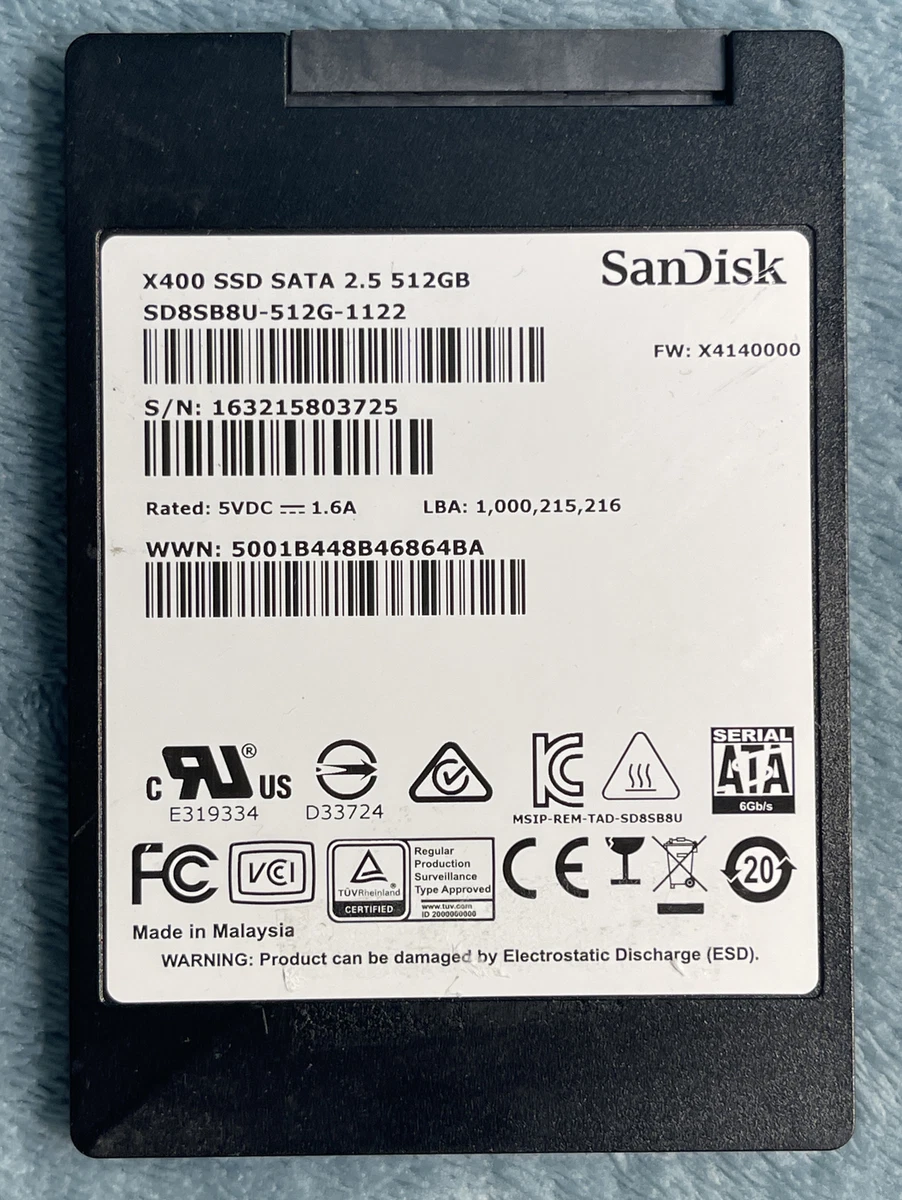 X400 SSD SATA 2.5 512GB
SanDisk
SD8SB8U-512G-1122
FW: X4140000
S/N: 163215803725
Rated: 5VDC ⎓ 1.6A
LBA: 1,000,215,216
WWN: 5001B448B46864BA
c RU ® US
E319334
D33724
KC
MSIP-REM-TAD-SD8SB8U
SERIAL
ATA
6Gb/s
FC
VCI
TÜVRheinland®
CERTIFIED
Regular
Production
Surveillance
Type Approved
www.tuv.com
ID 2000000000
CE
20
Made in Malaysia
WARNING: Product can be damaged by Electrostatic Discharge (ESD).